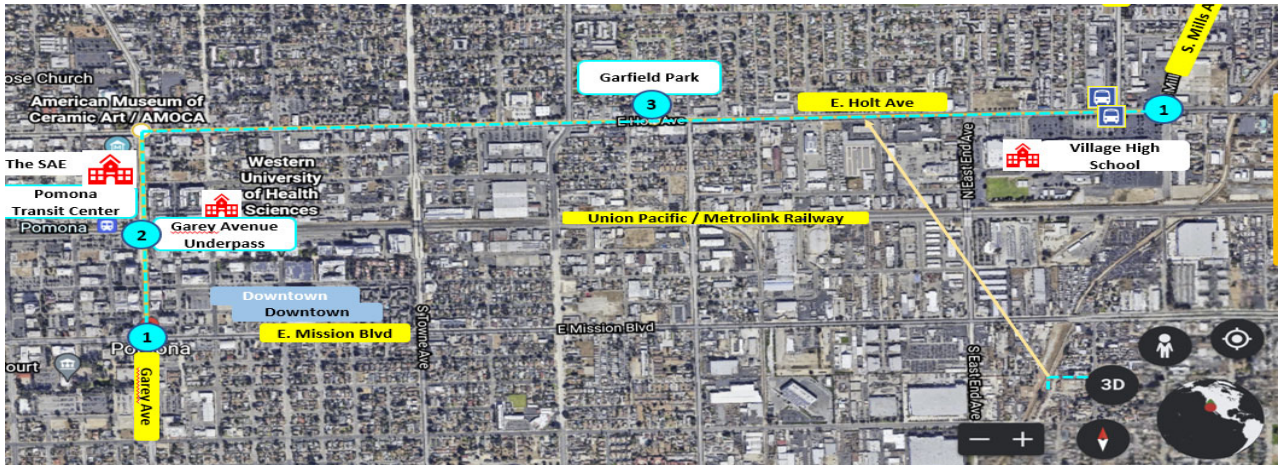 S. Mills A
ose Church
American Museum of
Ceramic Art / AMOCA
Garfield Park
3
E. Holt Ave
E Holt Ave
1
The SAE
Western
University
of Health
Sciences
N East End Ave
Village High
School
Pomona
Transit Center
Pomona
2
Garey Avenue
Underpass
Union Pacific / Metrolink Railway
Downtown
Downtown
E. Mission Blvd
E Mission Blvd
S Towne Ave
1
Pomona
ourt
Garey Ave
S East End Ave
3D